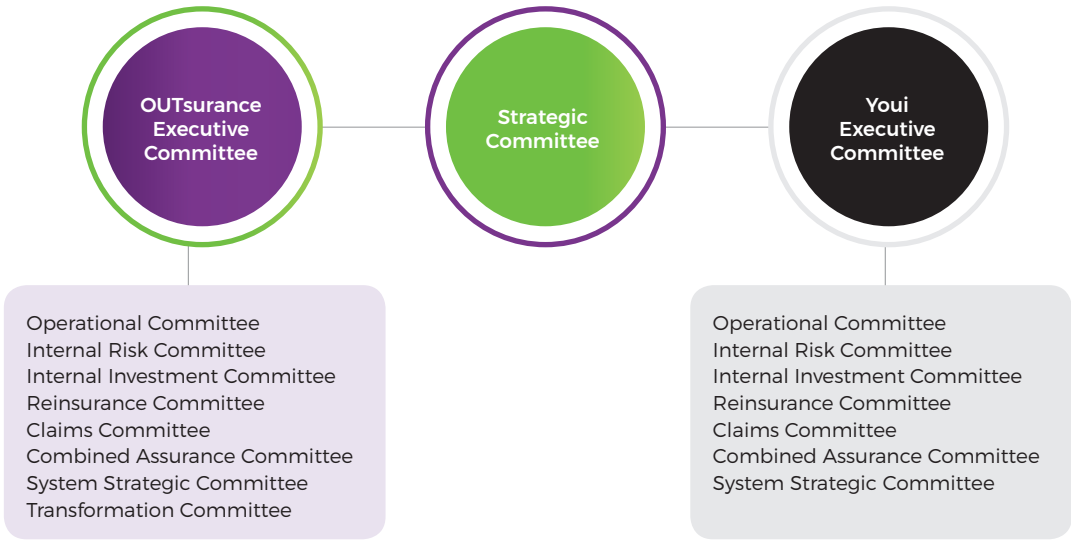 OUTsurance
Executive
Committee
Strategic
Committee
Youi
Executive
Committee
Operational Committee
Internal Risk Committee
Internal Investment Committee
Reinsurance Committee
Claims Committee
Combined Assurance Committee
System Strategic Committee
Transformation Committee
Operational Committee
Internal Risk Committee
Internal Investment Committee
Reinsurance Committee
Claims Committee
Combined Assurance Committee
System Strategic Committee